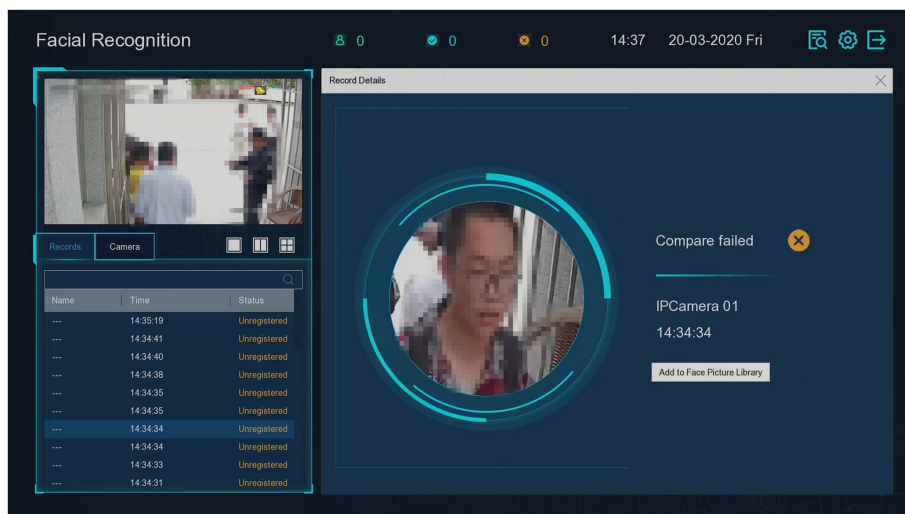 Facial Recognition
0 0 0 14:37 20-03-2020 Fri
Record Details
Records Camera
Name Time Status
--- 14:35:19 Unregistered
--- 14:34:41 Unregistered
--- 14:34:40 Unregistered
--- 14:34:38 Unregistered
--- 14:34:35 Unregistered
--- 14:34:35 Unregistered
--- 14:34:34 Unregistered
--- 14:34:34 Unregistered
--- 14:34:33 Unregistered
--- 14:34:31 Unregistered
Compare failed
IPCamera 01
14:34:34
Add to Face Picture Library